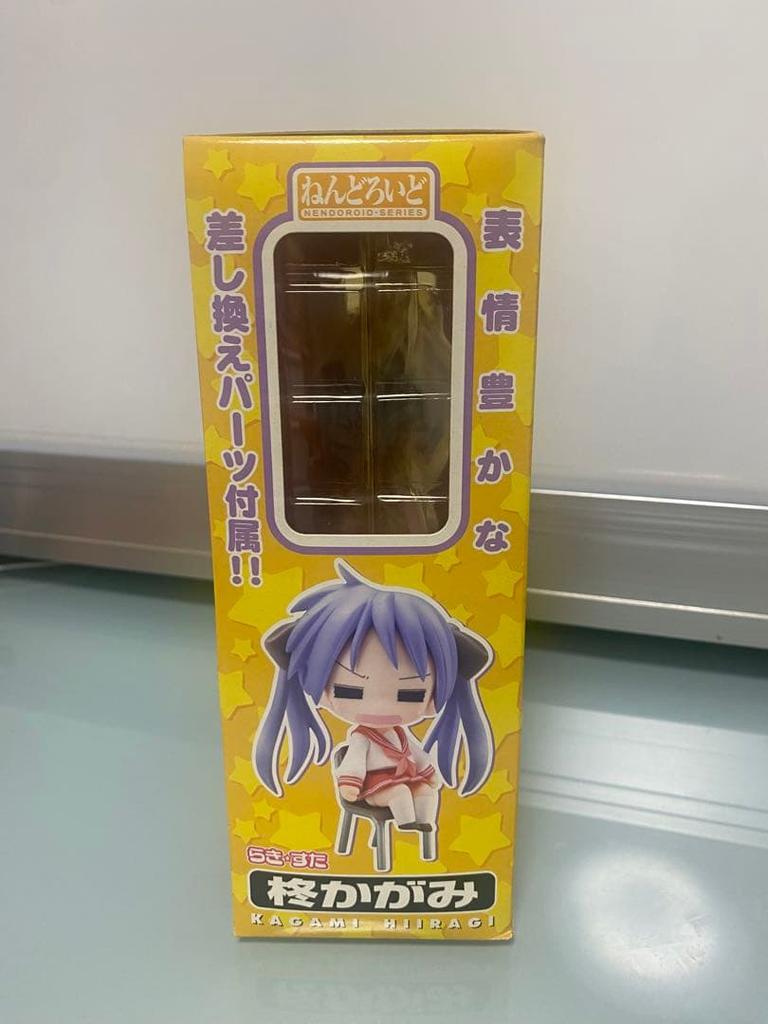 ねんどろいど
NENDOROID-SERIES
表情豊かな
差し換えパーツ付属!!
らき☆すた
柊かがみ
KAGAMI HIIRAGI